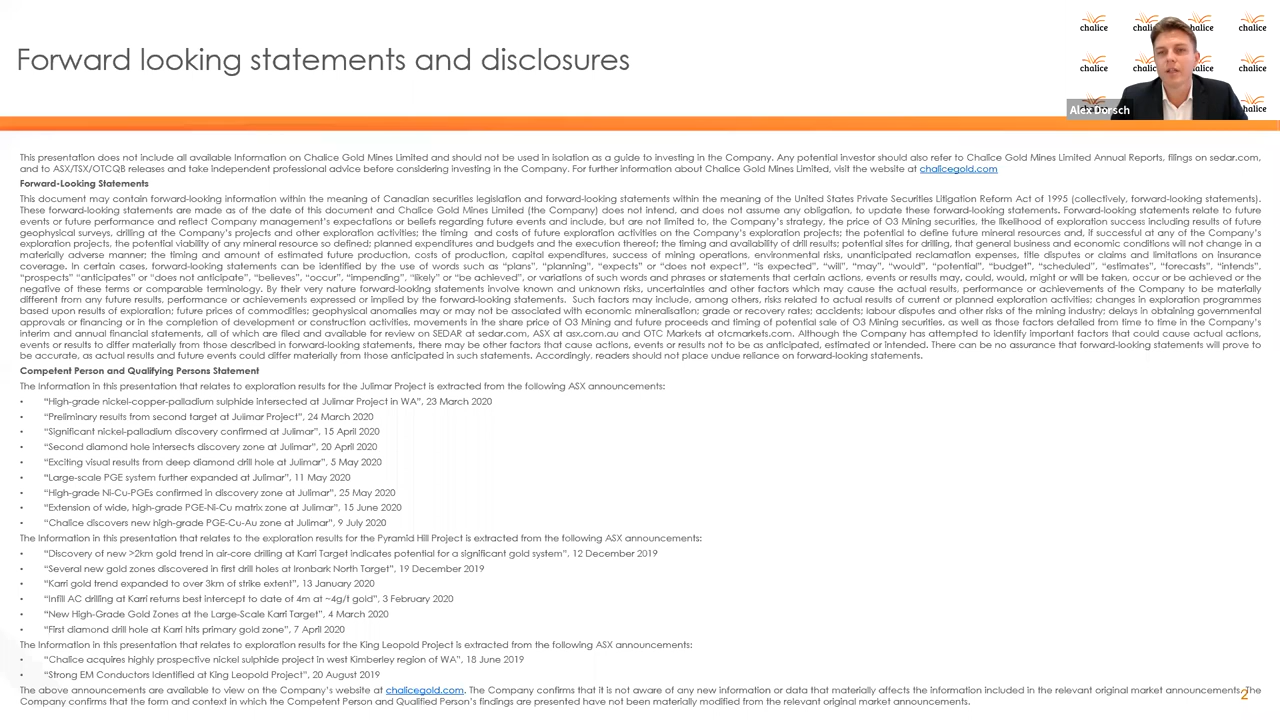 Forward looking statements and disclosures
chalice
chalice
chalice
chalice
chalice
chalice
Alex Dorsch
This presentation does not include all available Information on Chalice Gold Mines Limited and should not be used in isolation as a guide to investing in the Company. Any potential investor should also refer to Chalice Gold Mines Limited Annual Reports, filings on sedar.com,
and to ASX/TSX/OTCQB releases and take independent professional advice before considering investing in the Company. For further information about Chalice Gold Mines Limited, visit the website at chalicegold.com
Forward-Looking Statements
This document may contain forward-looking information within the meaning of Canadian securities legislation and forward-looking statements within the meaning of the United States Private Securities Litigation Reform Act of 1995 (collectively, forward-looking statements).
These forward-looking statements are made as of the date of this document and Chalice Gold Mines Limited (the Company) does not intend, and does not assume any obligation, to update these forward-looking statements. Forward-looking statements relate to future
events or future performance and reflect Company management's expectations or beliefs regarding future events and include, but are not limited to, the Company's strategy, the price of O3 Mining securities, the likelihood of exploration success including results of future
geophysical surveys, drilling at the Company's projects and other exploration activities; the timing and costs of future exploration activities on the Company's exploration projects; the potential to define future mineral resources and, if successful at any of the Company's
exploration projects, the potential viability of any mineral resource so defined; planned expenditures and budgets and the execution thereof; the timing and availability of drill results; potential sites for drilling, that general business and economic conditions will not change in a
materially adverse manner; the timing and amount of estimated future production, costs of production, capital expenditures, success of mining operations, environmental risks, unanticipated reclamation expenses, title disputes or claims and limitations on insurance
coverage. In certain cases, forward-looking statements can be identified by the use of words such as "plans", "planning", "expects" or "does not expect", "is expected", "will", "may", "would", "potential", "budget", "scheduled", "estimates", "forecasts", "intends",
"prospects" "anticipates" or "does not anticipate", "believes", "occur", "impending", "likely" or "be achieved", or variations of such words and phrases or statements that certain actions, events or results may, could, would, might or will be taken, occur or be achieved or the
negative of these terms or comparable terminology. By their very nature forward-looking statements involve known and unknown risks, uncertainties and other factors which may cause the actual results, performance or achievements of the Company to be materially
different from any future results, performance or achievements expressed or implied by the forward-looking statements. Such factors may include, among others, risks related to actual results of current or planned exploration activities; changes in exploration programmes
based upon results of exploration; future prices of commodities; geophysical anomalies may or may not be associated with economic mineralisation; grade or recovery rates; accidents; labour disputes and other risks of the mining industry; delays in obtaining governmental
approvals or financing or in the completion of development or construction activities, movements in the share price of O3 Mining and future proceeds and timing of potential sale of O3 Mining securities, as well as those factors detailed from time to time in the Company's
interim and annual financial statements, all of which are filed and available for review on SEDAR at sedar.com, ASX at asx.com.au and OTC Markets at otcmarkets.com. Although the Company has attempted to identify important factors that could cause actual actions,
events or results to differ materially from those described in forward-looking statements, there may be other factors that cause actions, events or results not to be as anticipated, estimated or intended. There can be no assurance that forward-looking statements will prove to
be accurate, as actual results and future events could differ materially from those anticipated in such statements. Accordingly, readers should not place undue reliance on forward-looking statements.
Competent Person and Qualifying Persons Statement
The Information in this presentation that relates to exploration results for the Julimar Project is extracted from the following ASX announcements:
• "High-grade nickel-copper-palladium sulphide intersected at Julimar Project in WA", 23 March 2020
• "Preliminary results from second target at Julimar Project", 24 March 2020
• "Significant nickel-palladium discovery confirmed at Julimar", 15 April 2020
• "Second diamond hole intersects discovery zone at Julimar", 20 April 2020
• "Exciting visual results from deep diamond drill hole at Julimar", 5 May 2020
• "Large-scale PGE system further expanded at Julimar", 11 May 2020
• "High-grade Ni-Cu-PGEs confirmed in discovery zone at Julimar", 25 May 2020
• "Extension of wide, high-grade PGE-Ni-Cu matrix zone at Julimar", 15 June 2020
• "Chalice discovers new high-grade PGE-Cu-Au zone at Julimar", 9 July 2020
The Information in this presentation that relates to the exploration results for the Pyramid Hill Project is extracted from the following ASX announcements:
• "Discovery of new >2km gold trend in air-core drilling at Karri Target indicates potential for a significant gold system", 12 December 2019
• "Several new gold zones discovered in first drill holes at Ironbark North Target", 19 December 2019
• "Karri gold trend expanded to over 3km of strike extent", 13 January 2020
• "Infill AC drilling at Karri returns best intercept to date of 4m at ~4g/t gold", 3 February 2020
• "New High-Grade Gold Zones at the Large-Scale Karri Target", 4 March 2020
• "First diamond drill hole at Karri hits primary gold zone", 7 April 2020
The Information in this presentation that relates to exploration results for the King Leopold Project is extracted from the following ASX announcements:
• "Chalice acquires highly prospective nickel sulphide project in west Kimberley region of WA", 18 June 2019
• "Strong EM Conductors Identified at King Leopold Project", 20 August 2019
The above announcements are available to view on the Company's website at chalicegold.com. The Company confirms that it is not aware of any new information or data that materially affects the information included in the relevant original market announcements. The
Company confirms that the form and context in which the Competent Person and Qualified Person's findings are presented have not been materially modified from the relevant original market announcements.
2